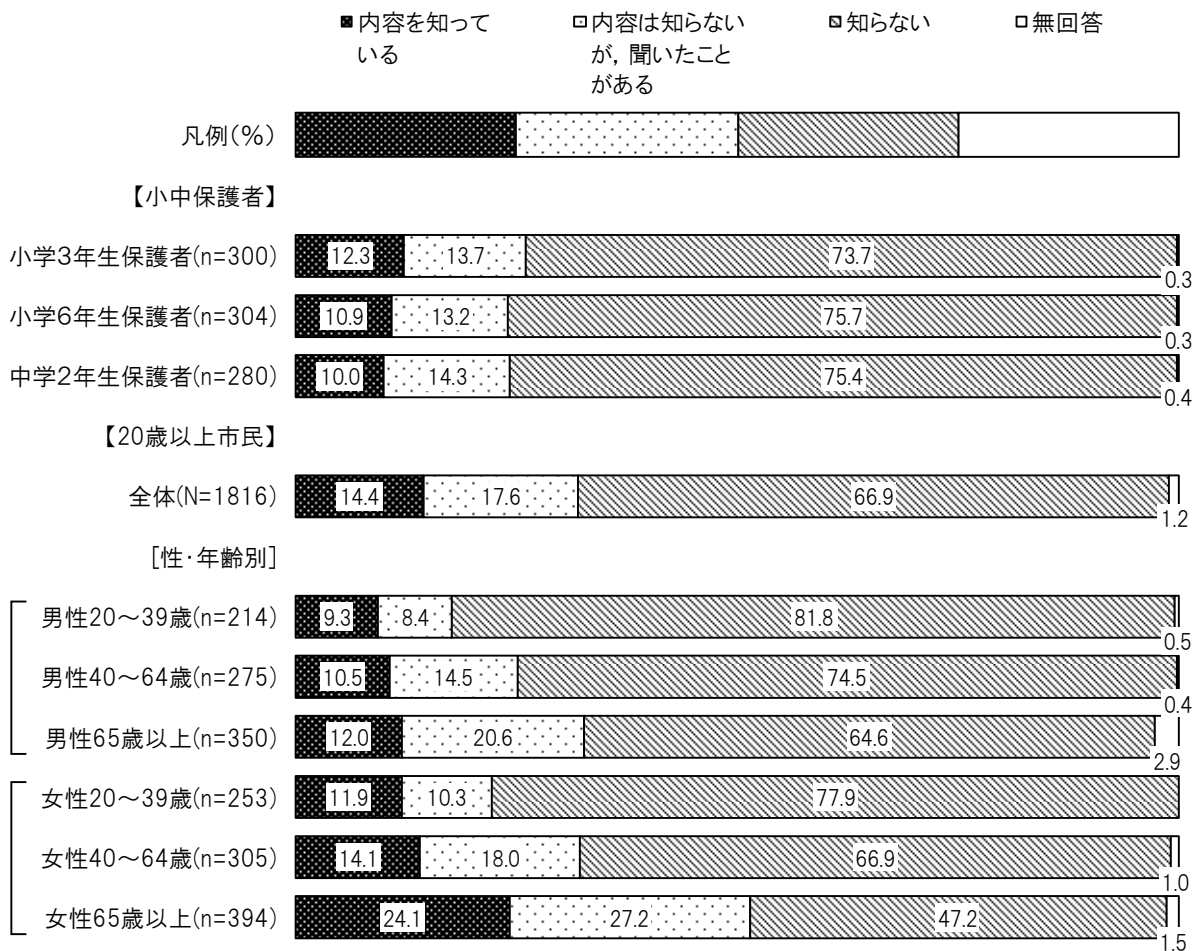 内容を知って
いる
内容は知らない
が，聞いたこと
がある
知らない
無回答
凡例(％)
【小中保護者】
小学３年生保護者(n=300) 12.3 13.7 73.7 0.3
小学６年生保護者(n=304) 10.9 13.2 75.7 0.3
中学２年生保護者(n=280) 10.0 14.3 75.4 0.4
【20歳以上市民】
全体(N=1816) 14.4 17.6 66.9 1.2
［性・年齢別］
男性20～39歳(n=214) 9.3 8.4 81.8 0.5
男性40～64歳(n=275) 10.5 14.5 74.5 0.4
男性65歳以上(n=350) 12.0 20.6 64.6 2.9
女性20～39歳(n=253) 11.9 10.3 77.9
女性40～64歳(n=305) 14.1 18.0 66.9 1.0
女性65歳以上(n=394) 24.1 27.2 47.2 1.5